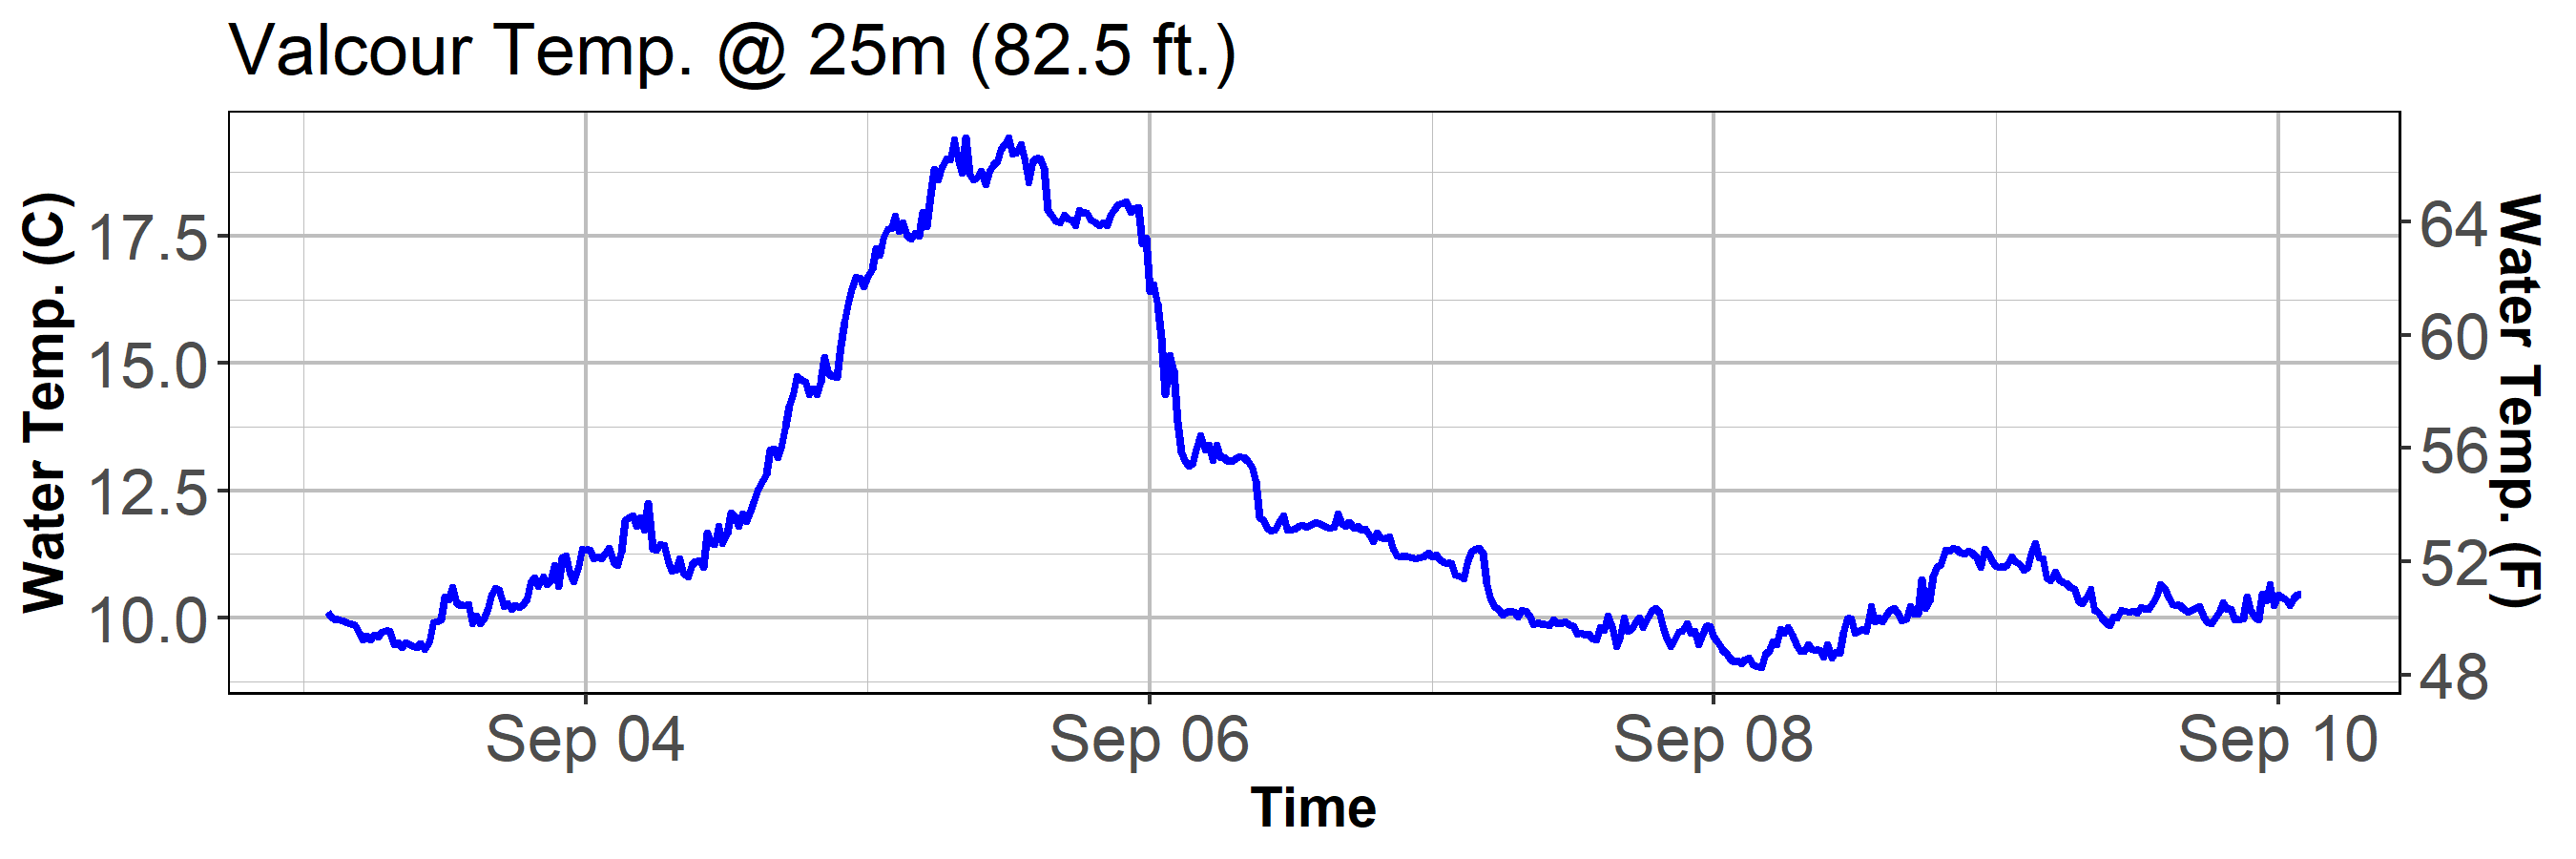 Valcour Temp. @ 25m (82.5 ft.)
Water Temp. (C)
17.5
15.0
12.5
10.0
64
60
56
52
48
Water Temp. (F)
Sep 04
Sep 06
Sep 08
Sep 10
Time